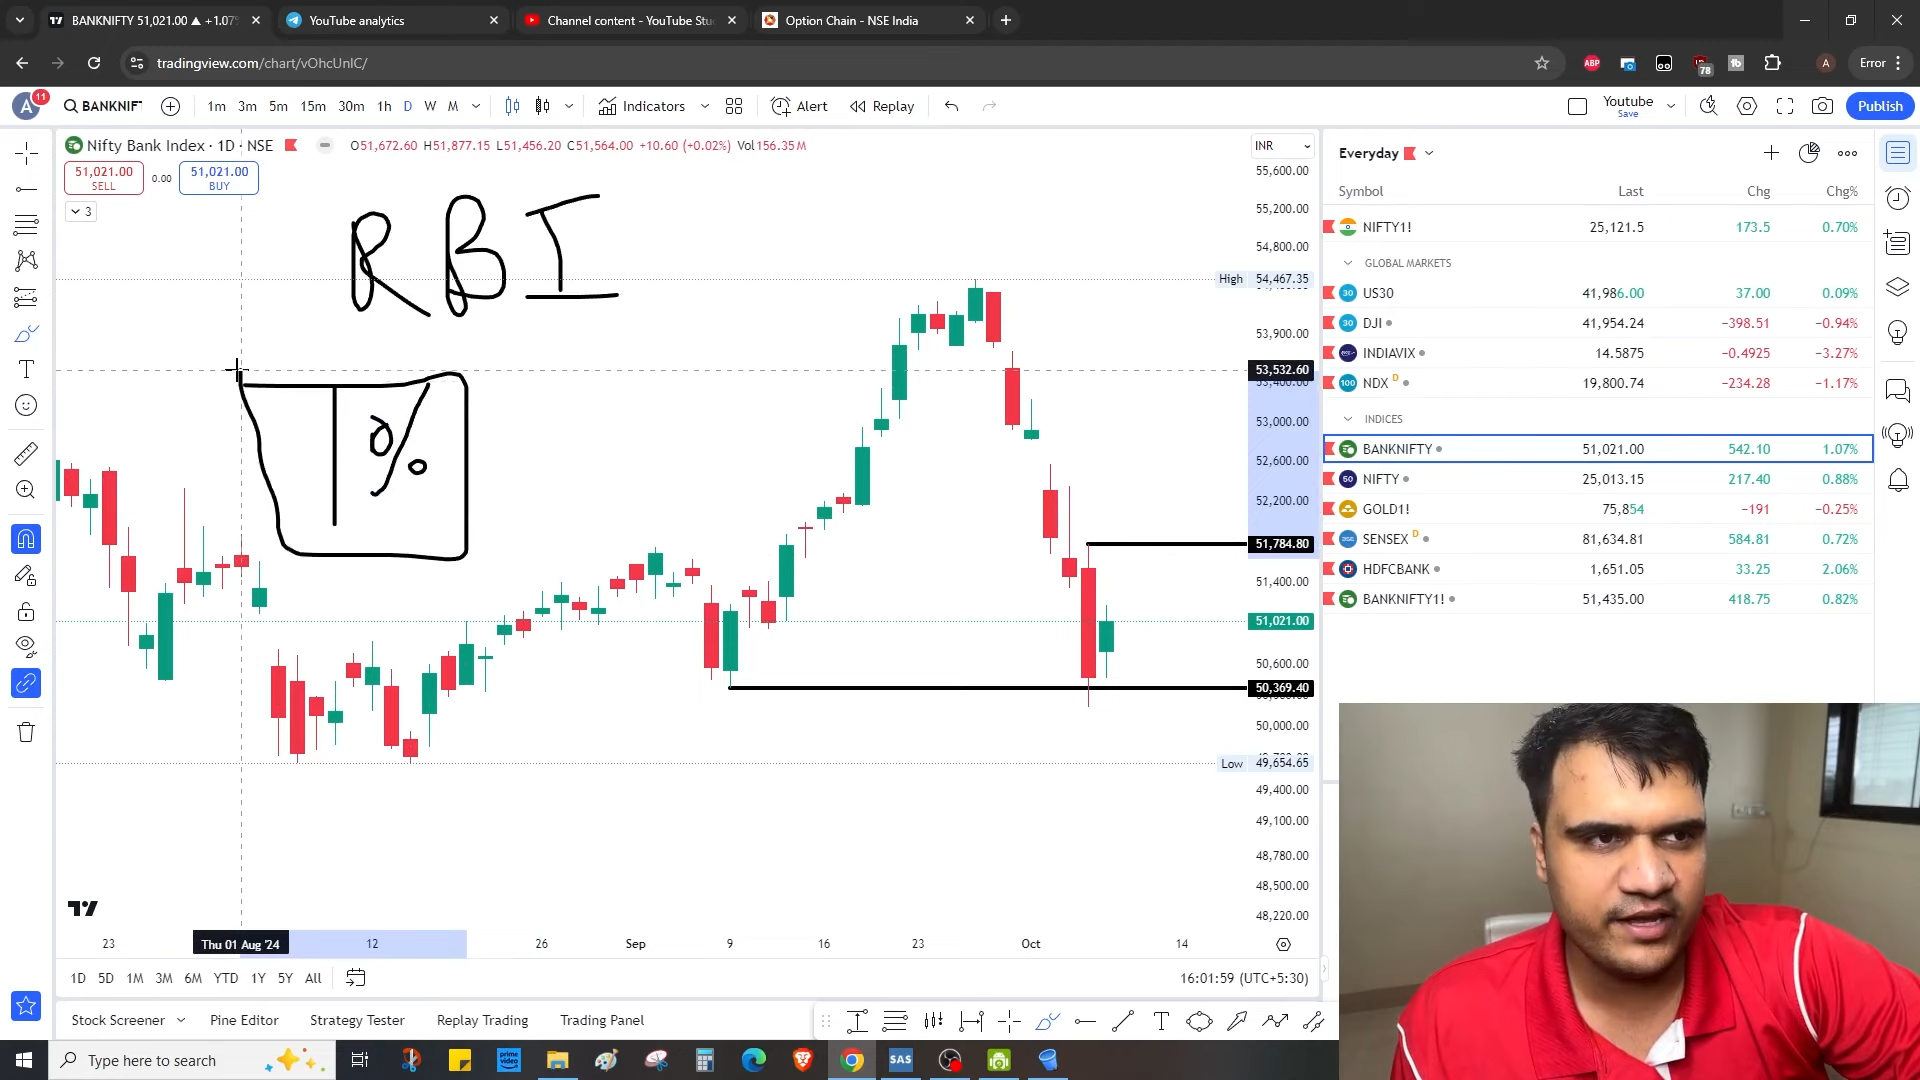 BANKNIFTY 51,021.00 ▲ +1.07%
YouTube analytics
Channel content - YouTube Stu
Option Chain - NSE India
tradingview.com/chart/vOhcUnIC/
ABP
78
A
Error
A
11
BANKNIF
1m 3m 5m 15m 30m 1h D W M
Indicators
Alert
Replay
Youtube
Save
Publish
Nifty Bank Index · 1D · NSE
O51,672.60 H51,877.15 L51,456.20 C51,564.00 +10.60 (+0.02%) Vol156.35M
INR
51,021.00
SELL
0.00
51,021.00
BUY
3
RBI
1%
55,600.00
55,200.00
54,800.00
High 54,467.35
53,900.00
53,532.60
53,400.00
53,000.00
52,600.00
52,200.00
51,784.80
51,400.00
51,021.00
50,600.00
50,369.40
50,000.00
Low 49,654.65
49,400.00
49,100.00
48,780.00
48,500.00
48,220.00
23 Thu 01 Aug '24 12 26 Sep 9 16 23 Oct 14
1D 5D 1M 3M 6M YTD 1Y 5Y All
16:01:59 (UTC+5:30)
Stock Screener
Pine Editor
Strategy Tester
Replay Trading
Trading Panel
Everyday
Symbol Last Chg Chg%
NIFTY1! 25,121.5 173.5 0.70%
GLOBAL MARKETS
30 US30 41,986.00 37.00 0.09%
30 DJI 41,954.24 −398.51 −0.94%
INDIAVIX 14.5875 −0.4925 −3.27%
100 NDX D 19,800.74 −234.28 −1.17%
INDICES
BANKNIFTY 51,021.00 542.10 1.07%
50 NIFTY 25,013.15 217.40 0.88%
GOLD1! 75,854 −191 −0.25%
SENSEX D 81,634.81 584.81 0.72%
HDFCBANK 1,651.05 33.25 2.06%
BANKNIFTY1! 51,435.00 418.75 0.82%
Type here to search
prime video
SAS